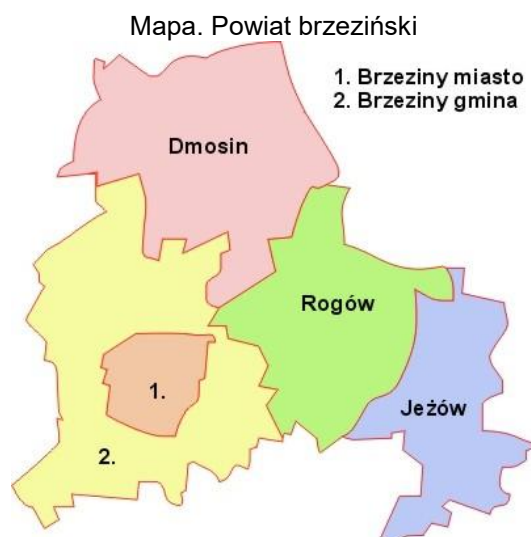 Mapa. Powiat brzeziński
1. Brzeziny miasto
2. Brzeziny gmina
Dmosin
Rogów
1.
Jeżów
2.